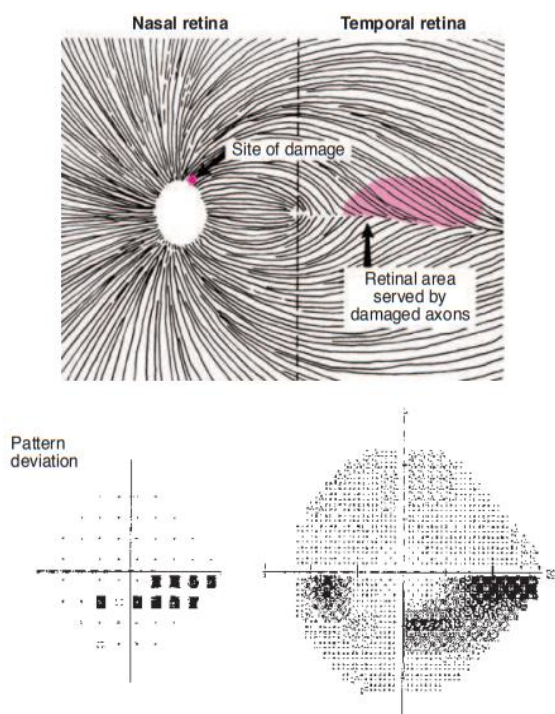 Nasal retina
Temporal retina
Site of damage
Retinal area
served by
damaged axons
Pattern
deviation